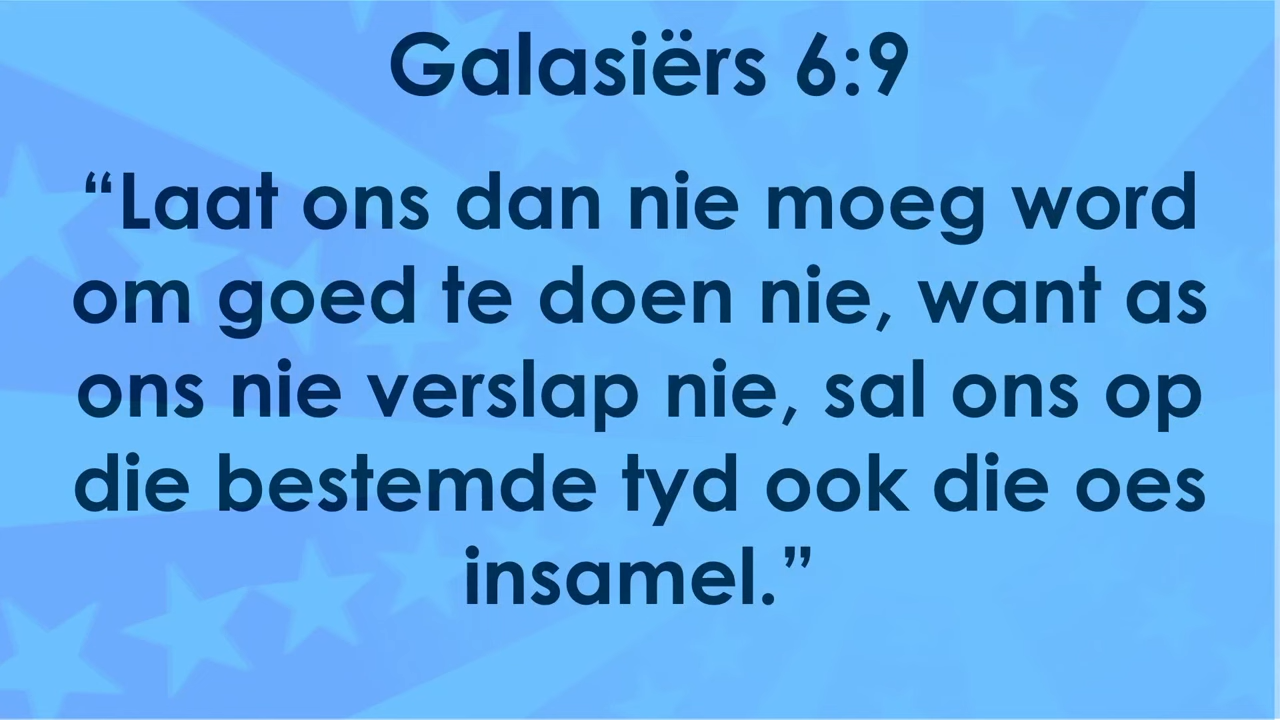 Galasiërs 6:9
“Laat ons dan nie moeg word
om goed te doen nie, want as
ons nie verslap nie, sal ons op
die bestemde tyd ook die oes
insamel.”